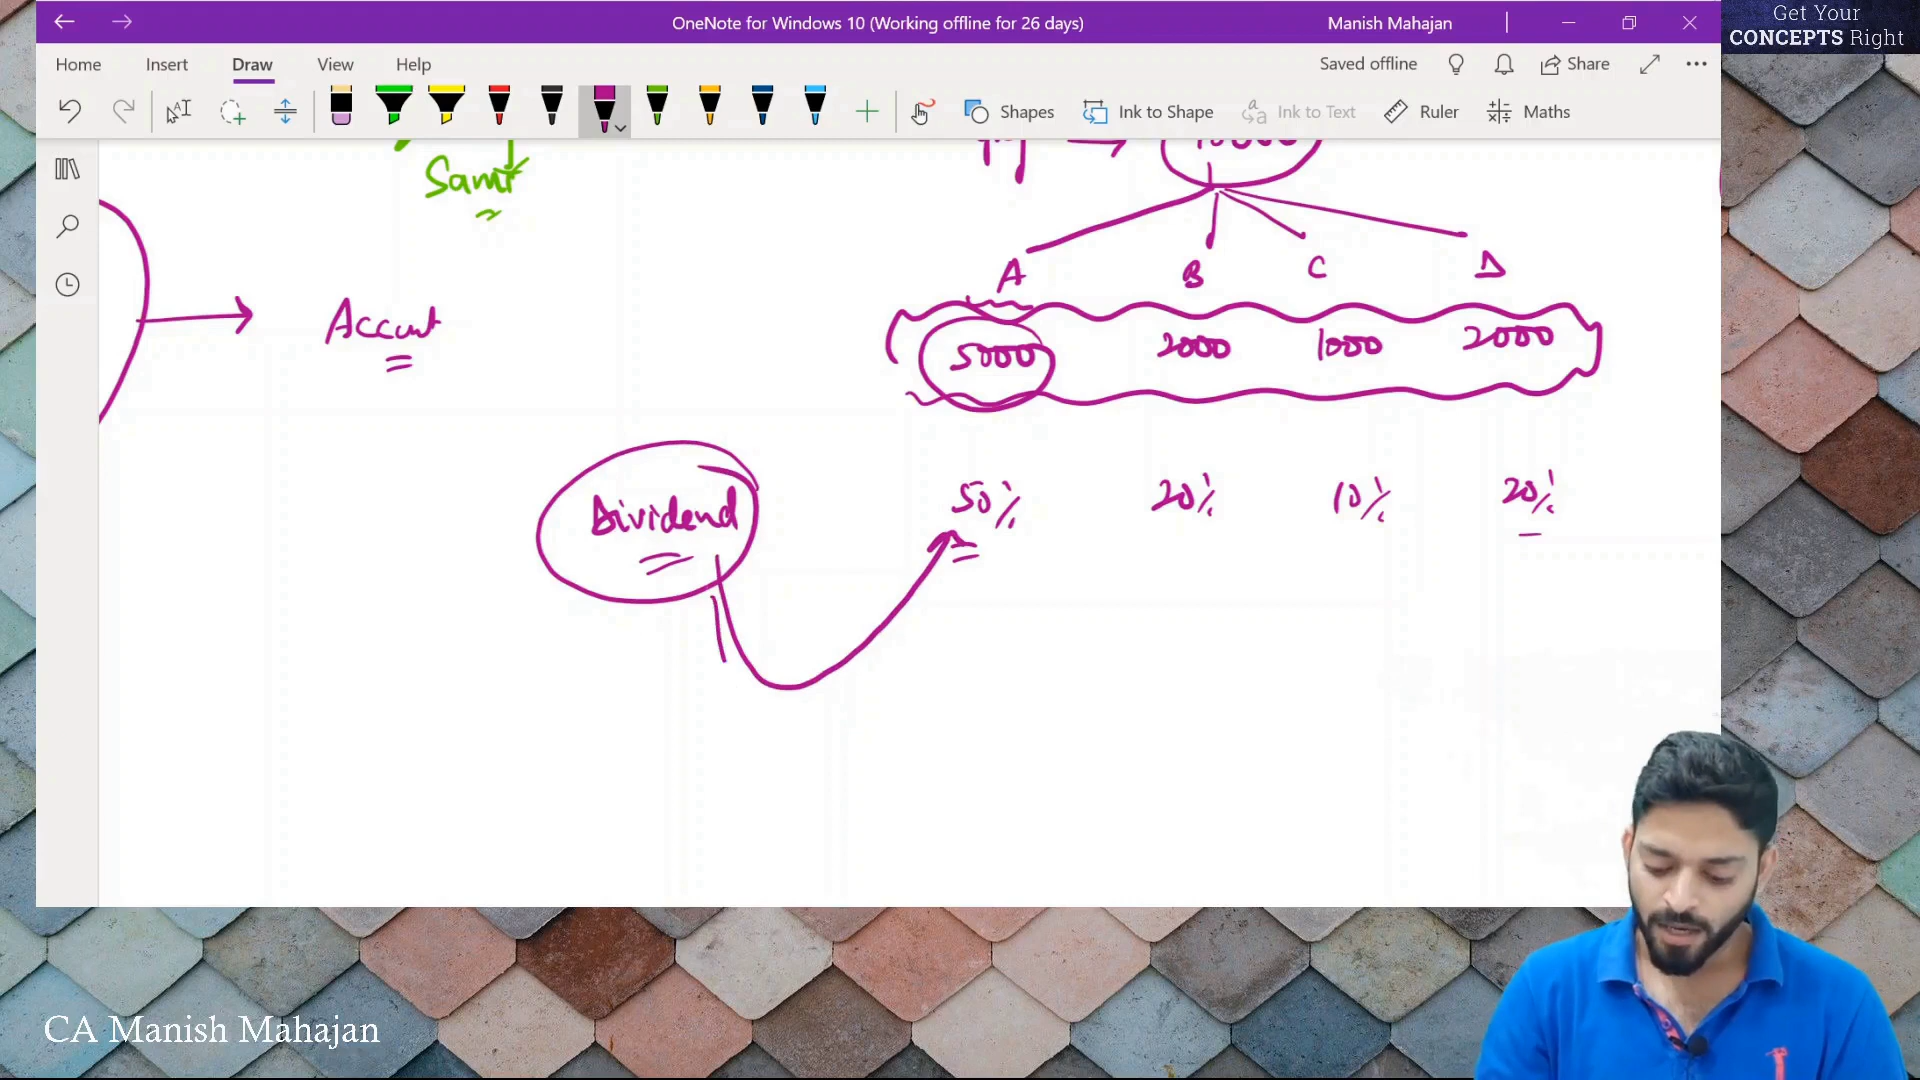 OneNote for Windows 10 (Working offline for 26 days)
Manish Mahajan
Get Your
CONCEPTS Right
Home Insert Draw View Help
Saved offline Share
Shapes Ink to Shape Ink to Text Ruler Maths
10000
A B C D
5000 2000 1000 2000
Dividend
50% 20% 10% 20%
CA Manish Mahajan